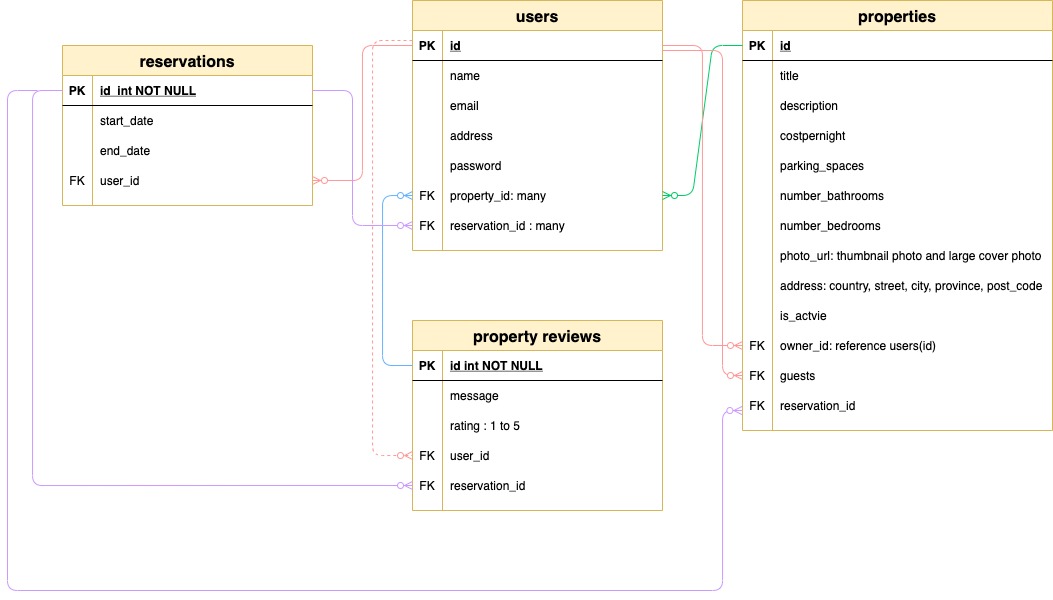 reservations
PK id int NOT NULL
start_date
end_date
FK user_id
users
PK id
name
email
address
password
FK property_id: many
FK reservation_id : many
property reviews
PK id int NOT NULL
message
rating : 1 to 5
FK user_id
FK reservation_id
properties
PK id
title
description
costpernight
parking_spaces
number_bathrooms
number_bedrooms
photo_url: thumbnail photo and large cover photo
address: country, street, city, province, post_code
is_actvie
FK owner_id: reference users(id)
FK guests
FK reservation_id